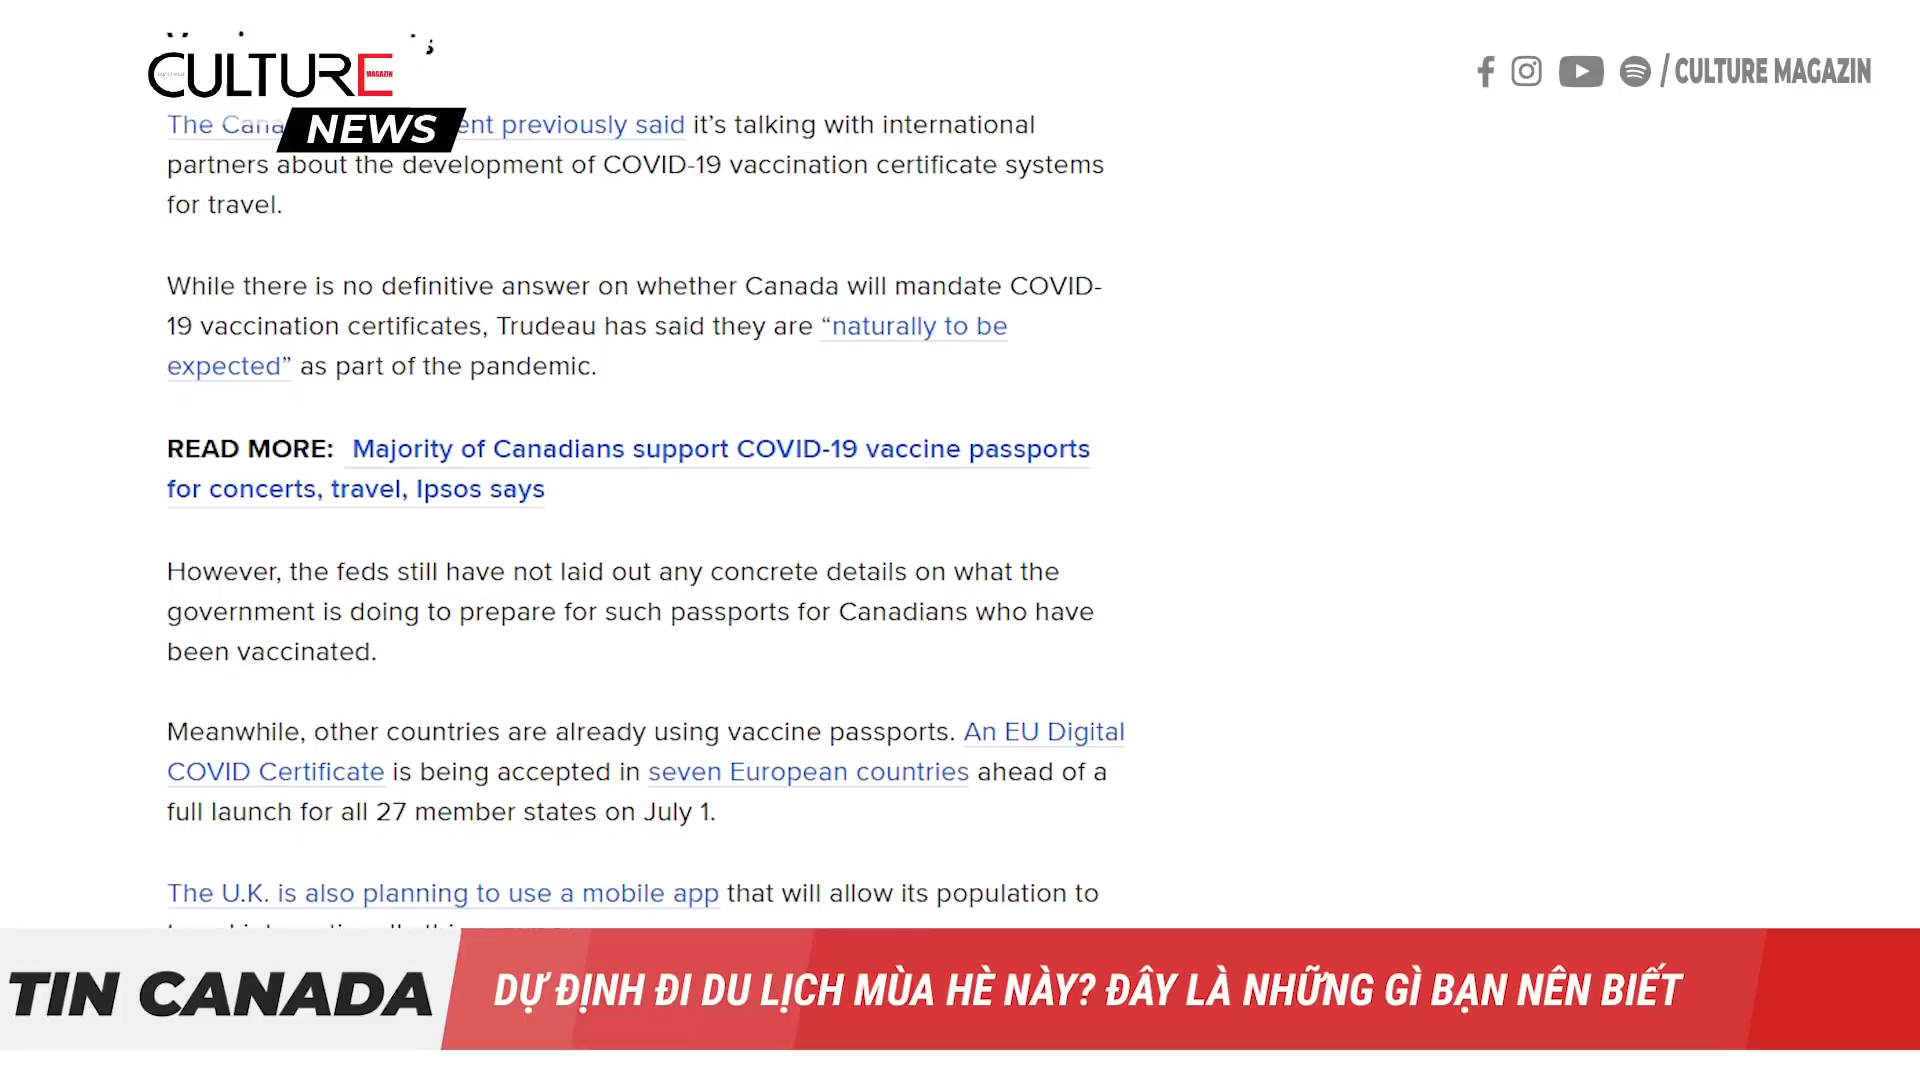 CULTURE
MAGAZIN
NEWS
/ CULTURE MAGAZIN
The Cana ent previously said it’s talking with international
partners about the development of COVID-19 vaccination certificate systems
for travel.
While there is no definitive answer on whether Canada will mandate COVID-
19 vaccination certificates, Trudeau has said they are “naturally to be
expected” as part of the pandemic.
READ MORE: Majority of Canadians support COVID-19 vaccine passports
for concerts, travel, Ipsos says
However, the feds still have not laid out any concrete details on what the
government is doing to prepare for such passports for Canadians who have
been vaccinated.
Meanwhile, other countries are already using vaccine passports. An EU Digital
COVID Certificate is being accepted in seven European countries ahead of a
full launch for all 27 member states on July 1.
The U.K. is also planning to use a mobile app that will allow its population to
TIN CANADA
DỰ ĐỊNH ĐI DU LỊCH MÙA HÈ NÀY? ĐÂY LÀ NHỮNG GÌ BẠN NÊN BIẾT